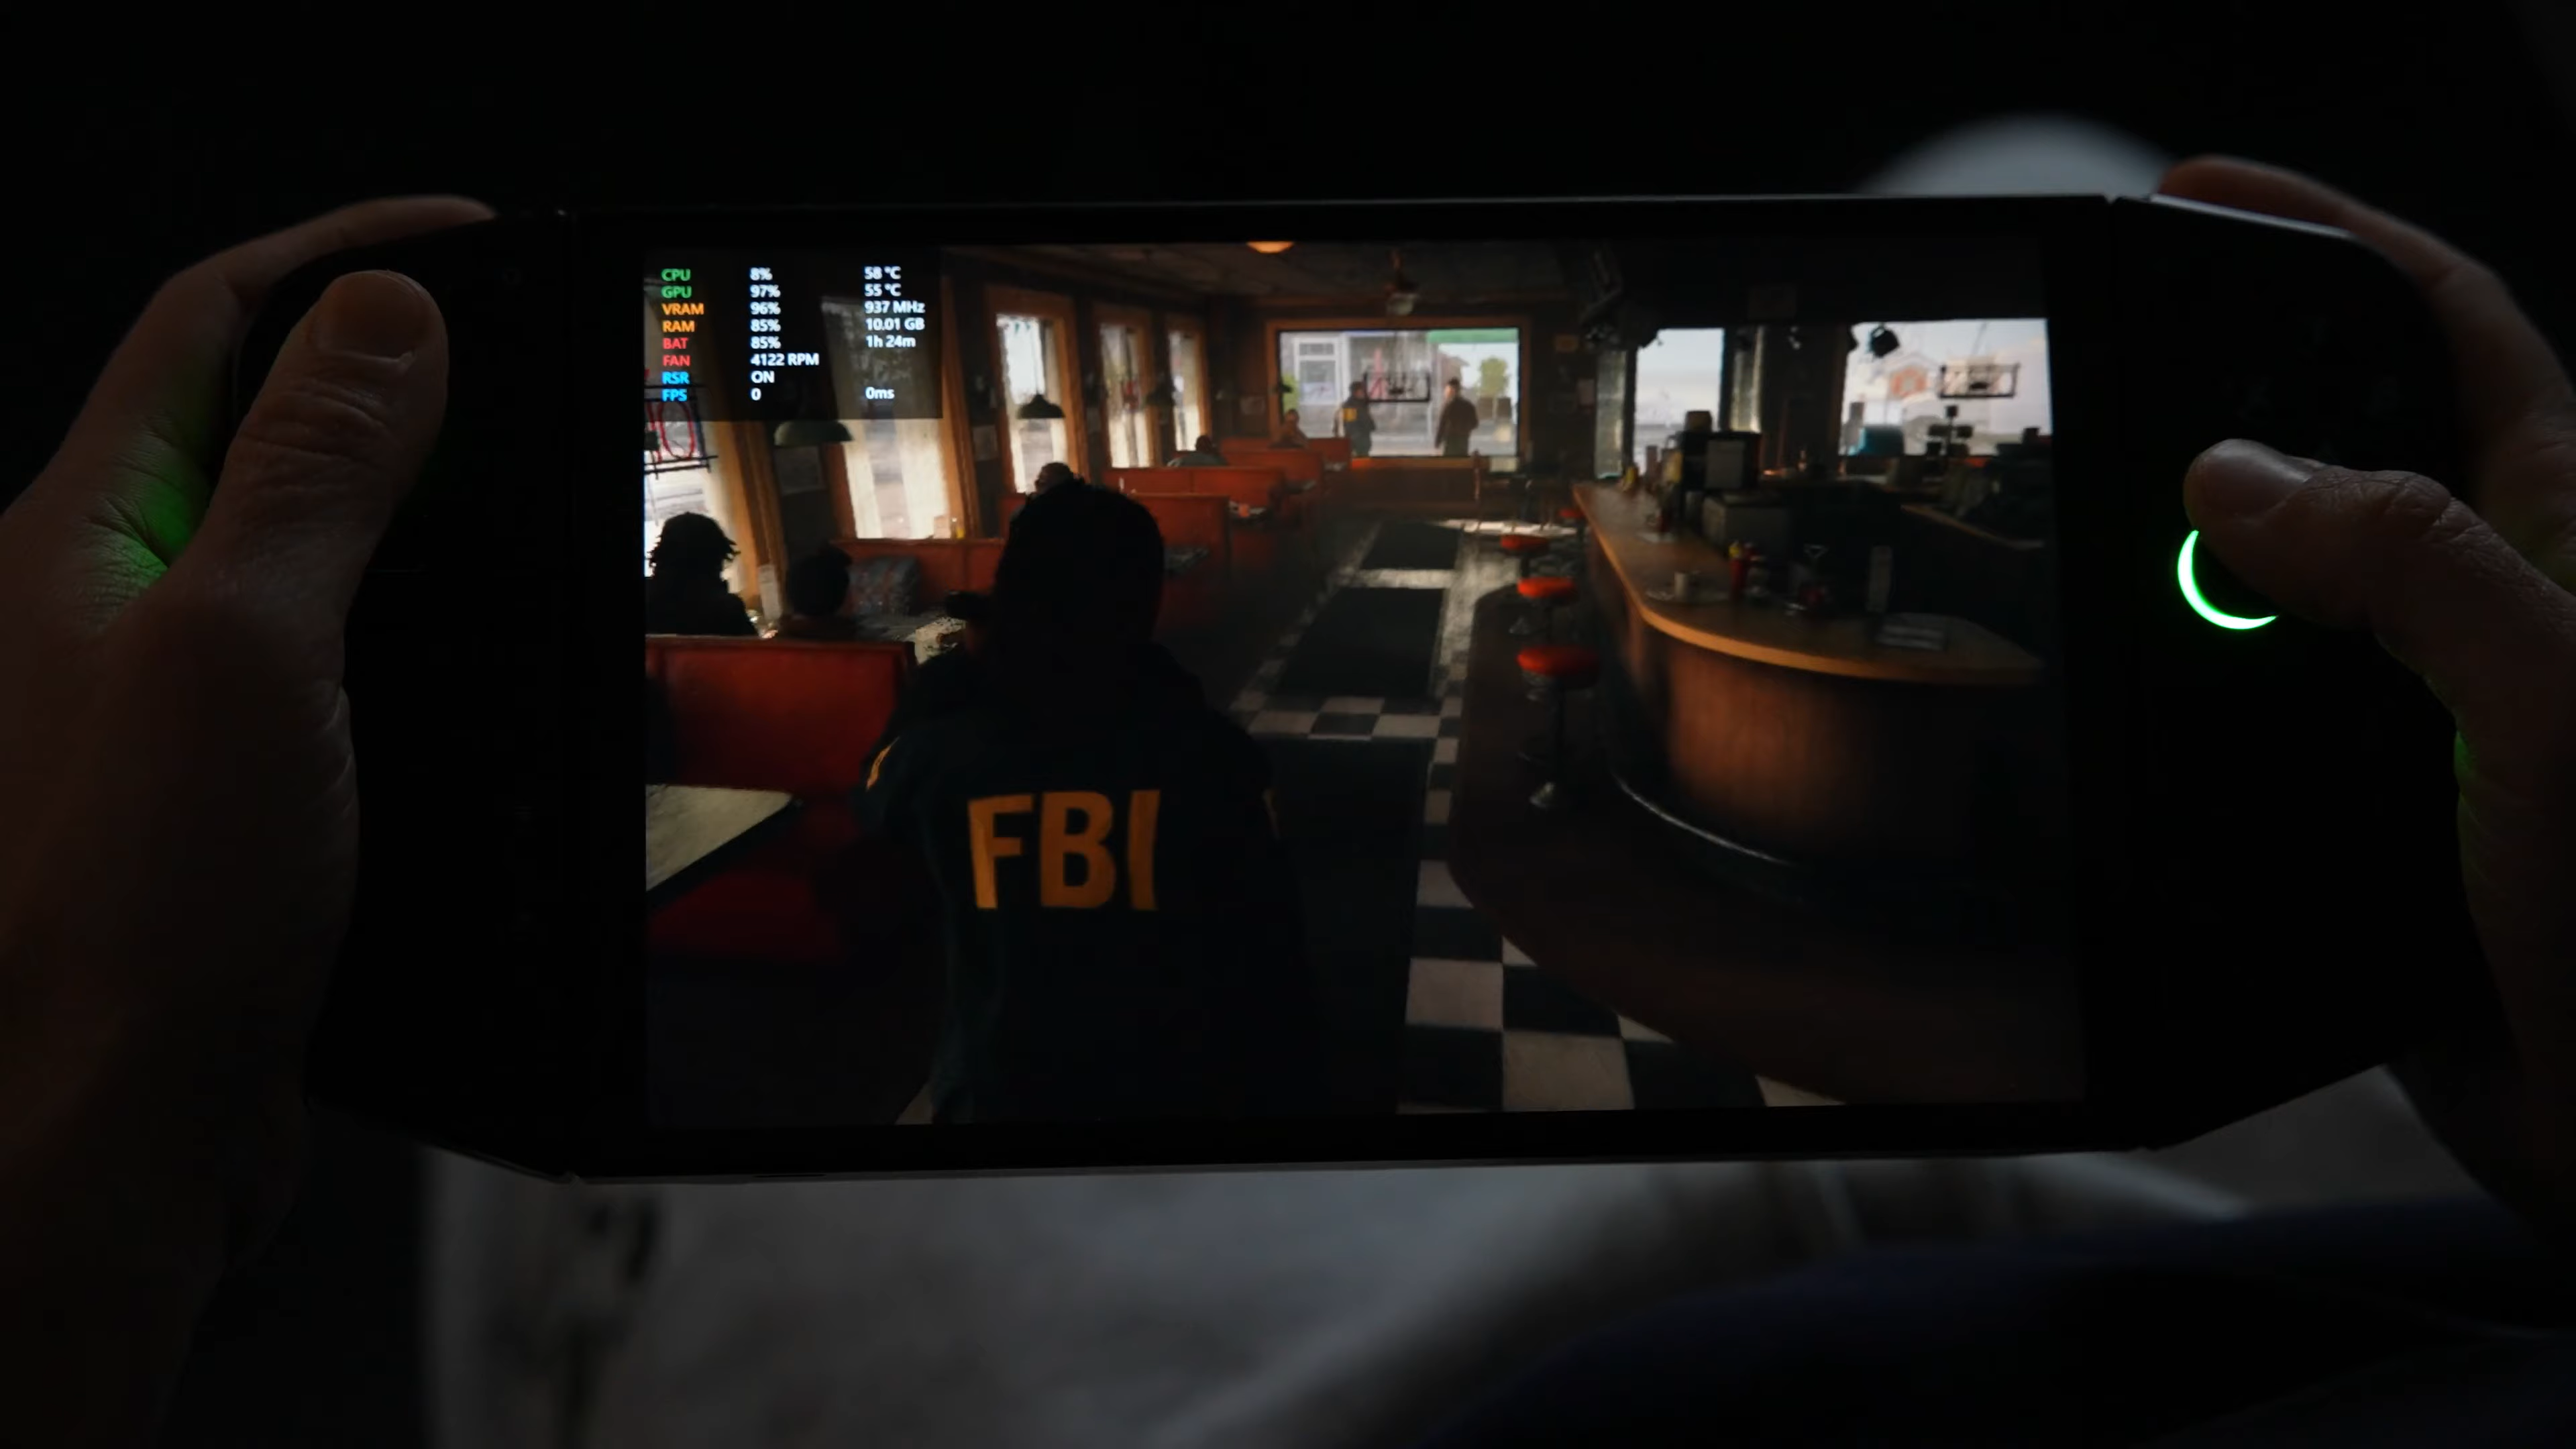 CPU 8% 58 °C
GPU 97% 55 °C
VRAM 96% 937 MHz
RAM 85% 10.01 GB
BAT 85% 1h 24m
FAN 4122 RPM
RSR ON
FPS 0 0ms
FBI